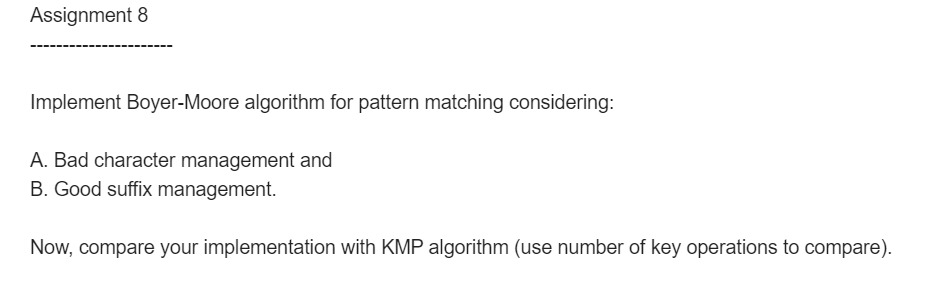 Assignment 8
-----------------------
Implement Boyer-Moore algorithm for pattern matching considering:
A. Bad character management and
B. Good suffix management.
Now, compare your implementation with KMP algorithm (use number of key operations to compare).